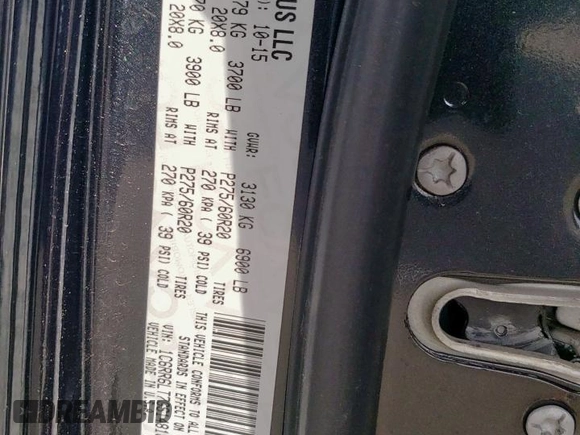 US LLC
): 10-15
GVWR: 3130 KG 6900 LB
79 KG 3700 LB WITH P275/60R20 TIRES
20X8.0 RIMS AT 270 KPA ( 39 PSI) COLD
KG 3900 LB WITH P275/60R20 TIRES
20X8.0 RIMS AT 270 KPA ( 39 PSI) COLD
THIS VEHICLE CONFORMS TO ALL
STANDARDS IN EFFECT ON
VIN: 1C6RR6L
VEHICLE MADE IN
DREAMBID